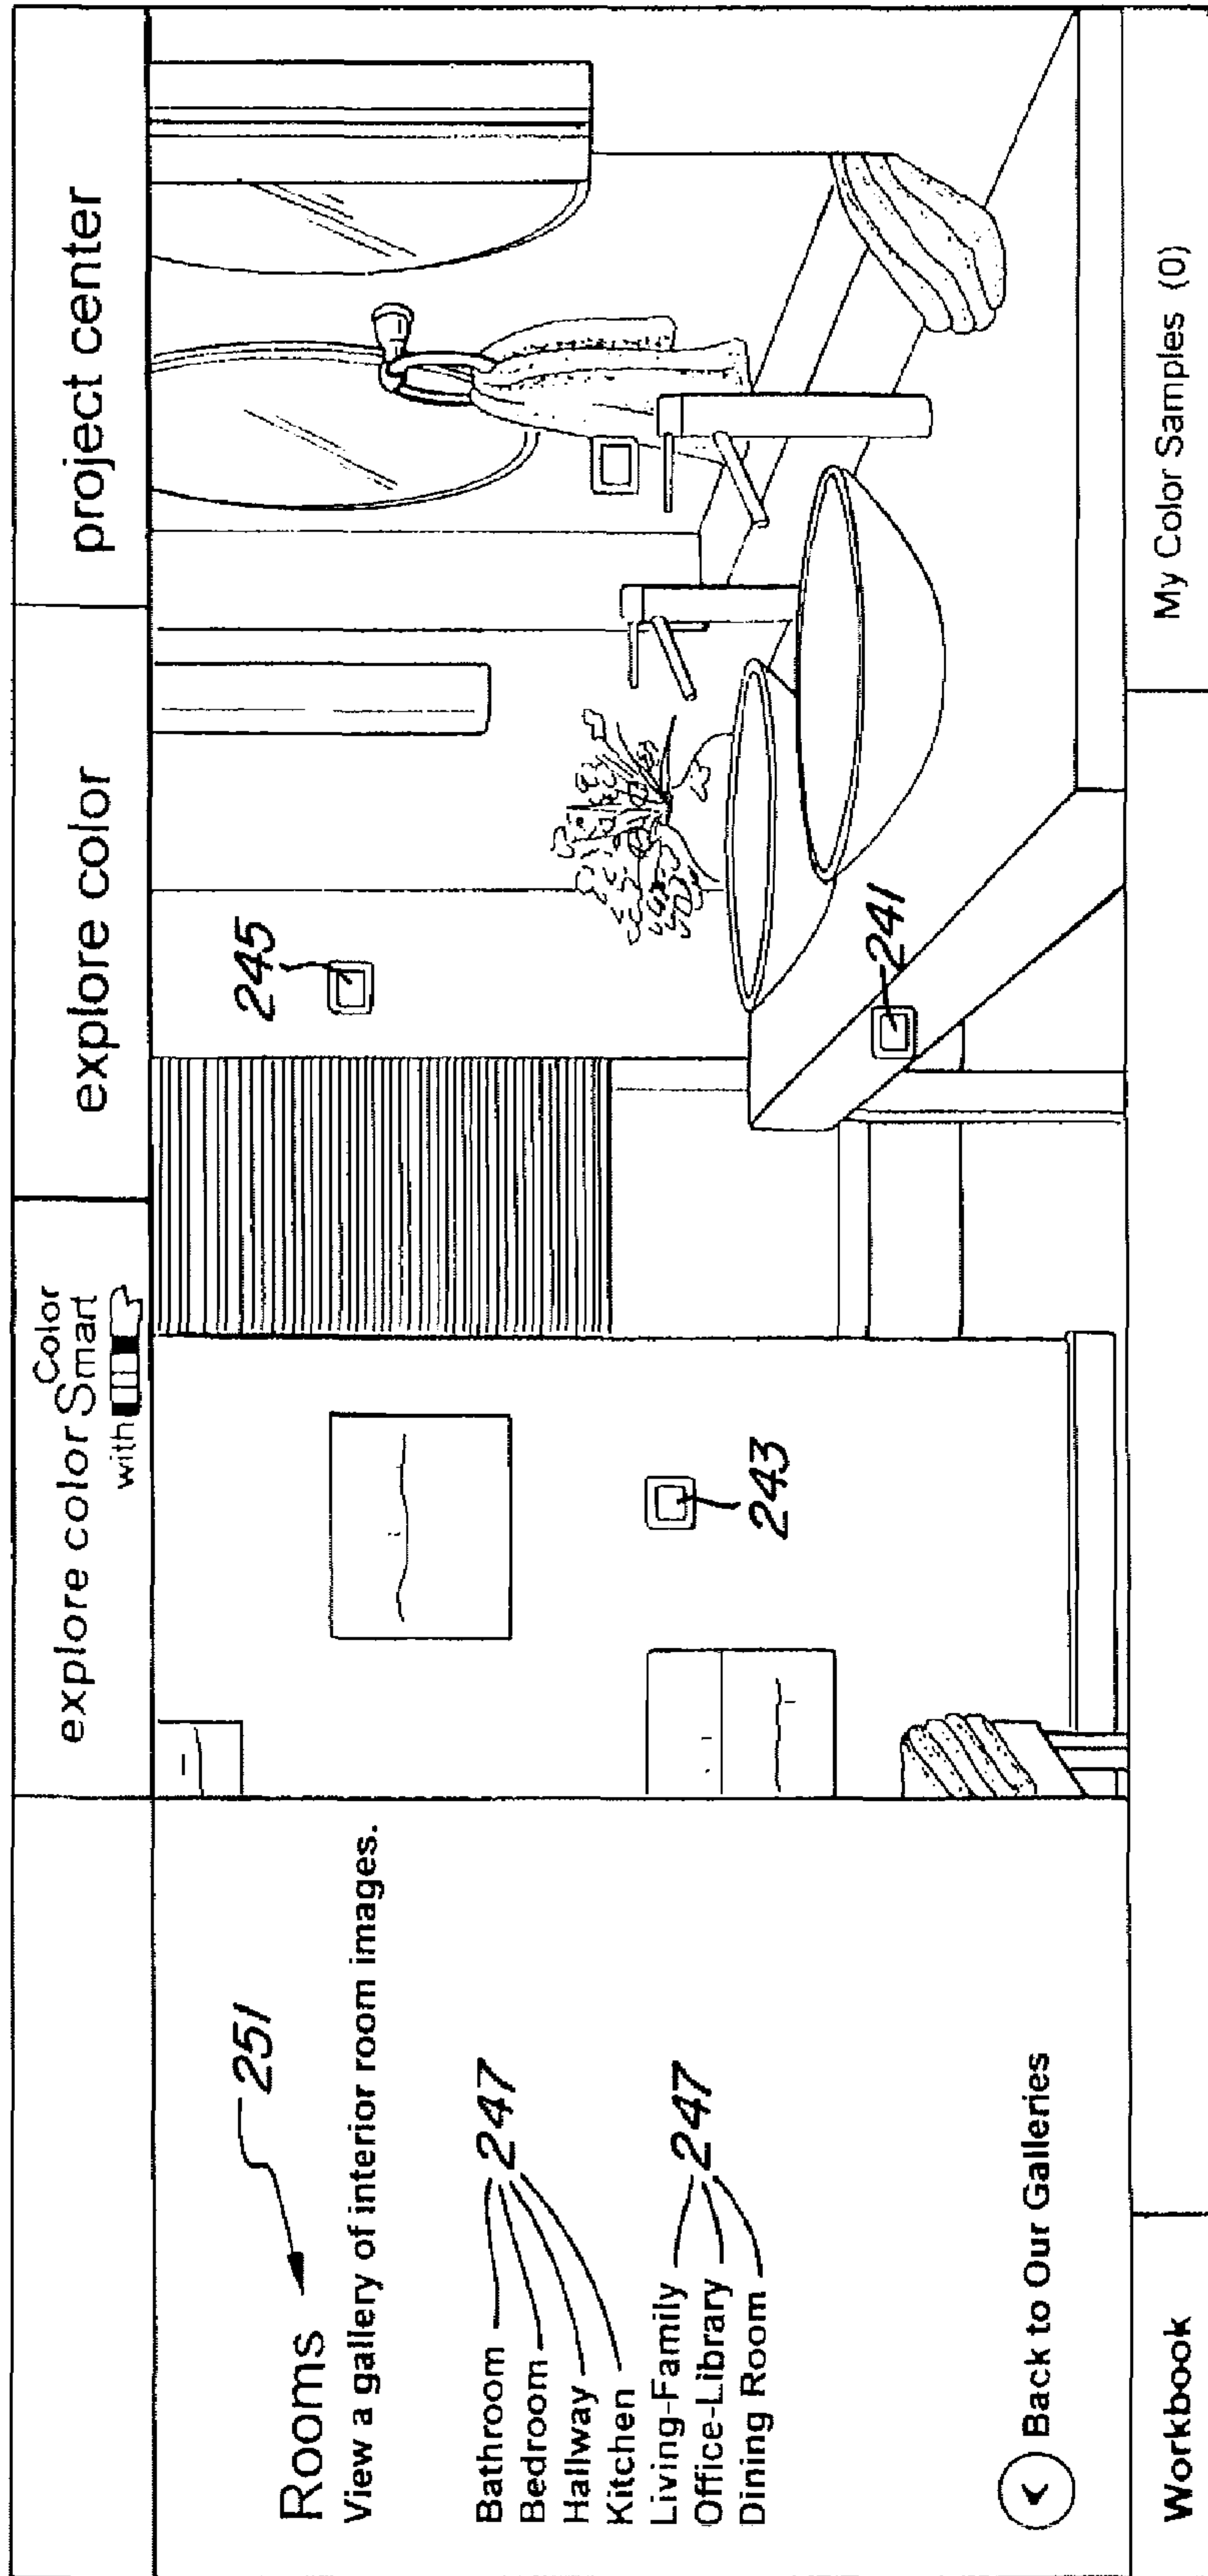 explore color
Color
Smart
with
explore color
project center
Rooms
251
View a gallery of interior room images.
Bathroom
Bedroom
247
Hallway
Kitchen
Living-Family
Office-Library
247
Dining Room
Back to Our Galleries
245
243
241
Workbook
My Color Samples (0)